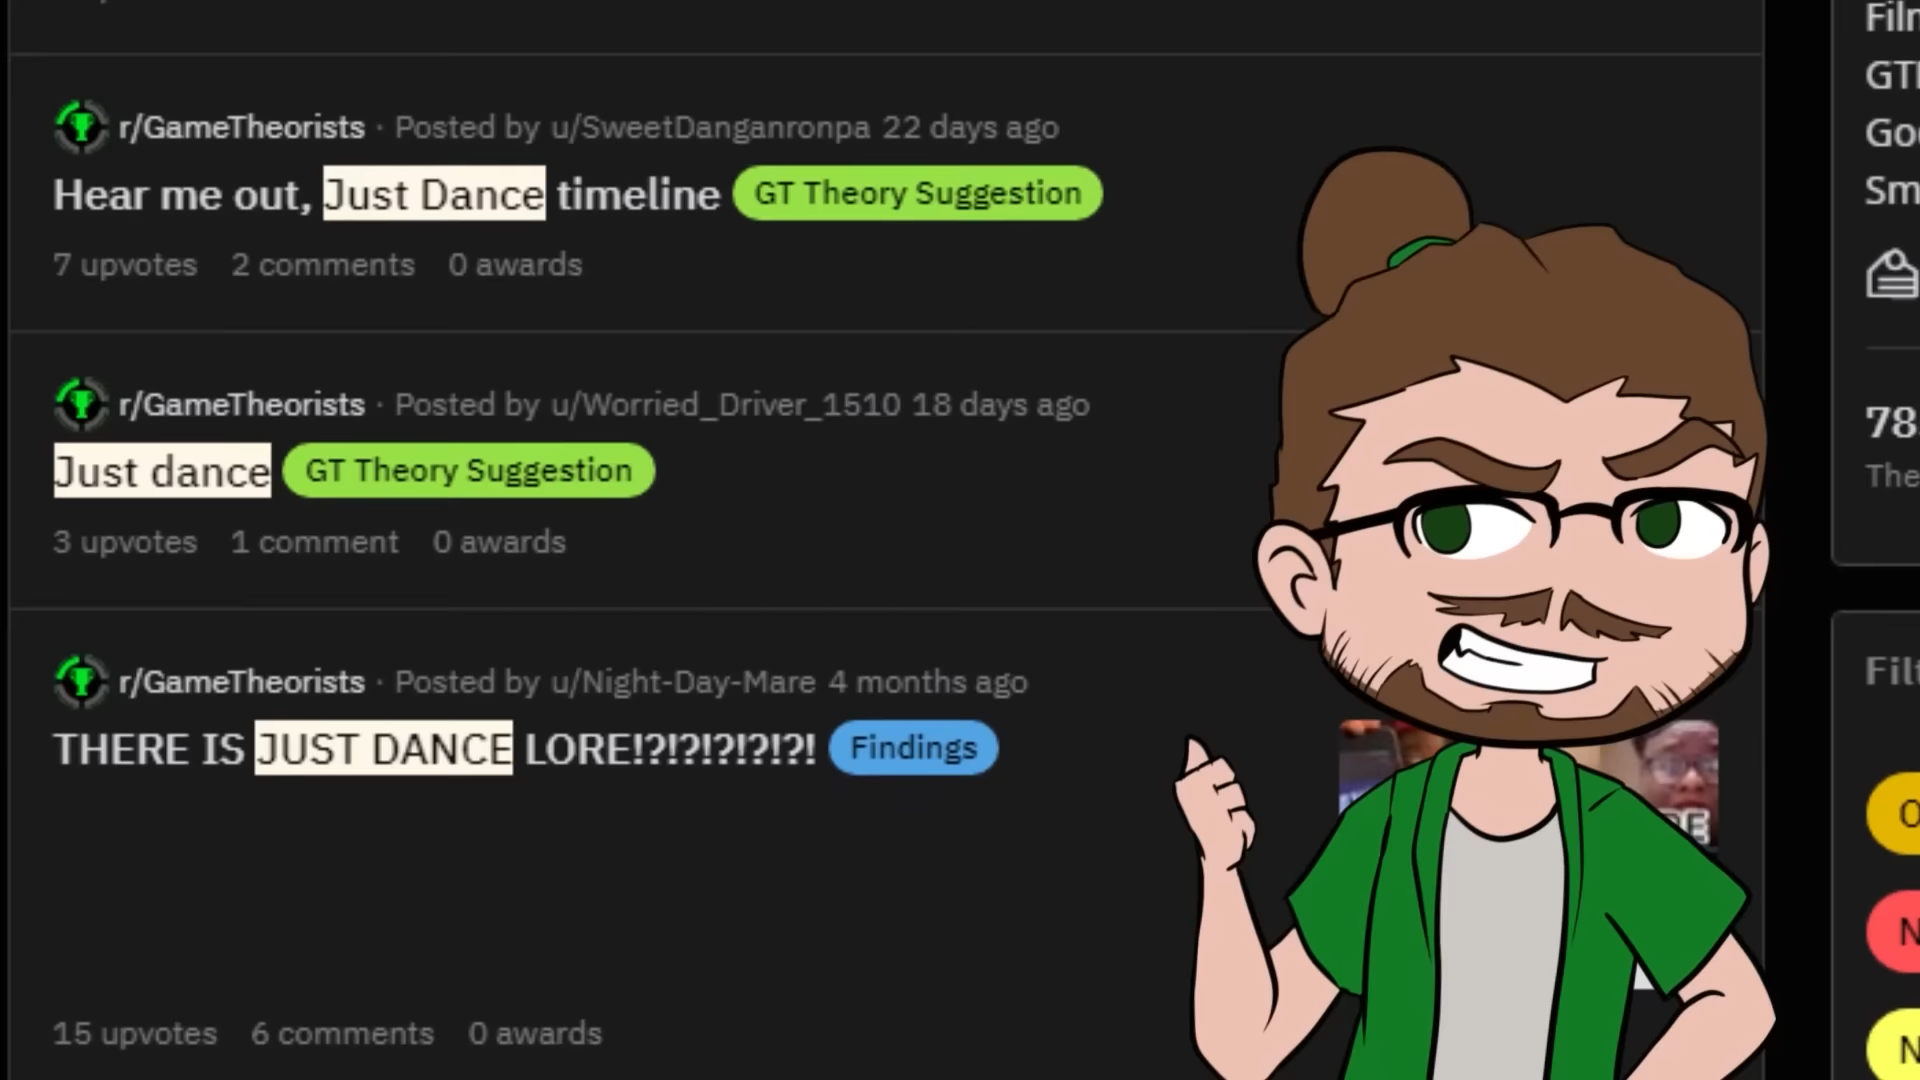 r/GameTheorists · Posted by u/SweetDanganronpa 22 days ago
Hear me out, Just Dance timeline GT Theory Suggestion
7 upvotes 2 comments 0 awards
r/GameTheorists · Posted by u/Worried_Driver_1510 18 days ago
Just dance GT Theory Suggestion
3 upvotes 1 comment 0 awards
r/GameTheorists · Posted by u/Night-Day-Mare 4 months ago
THERE IS JUST DANCE LORE!?!?!?!?!?! Findings
15 upvotes 6 comments 0 awards
78
The